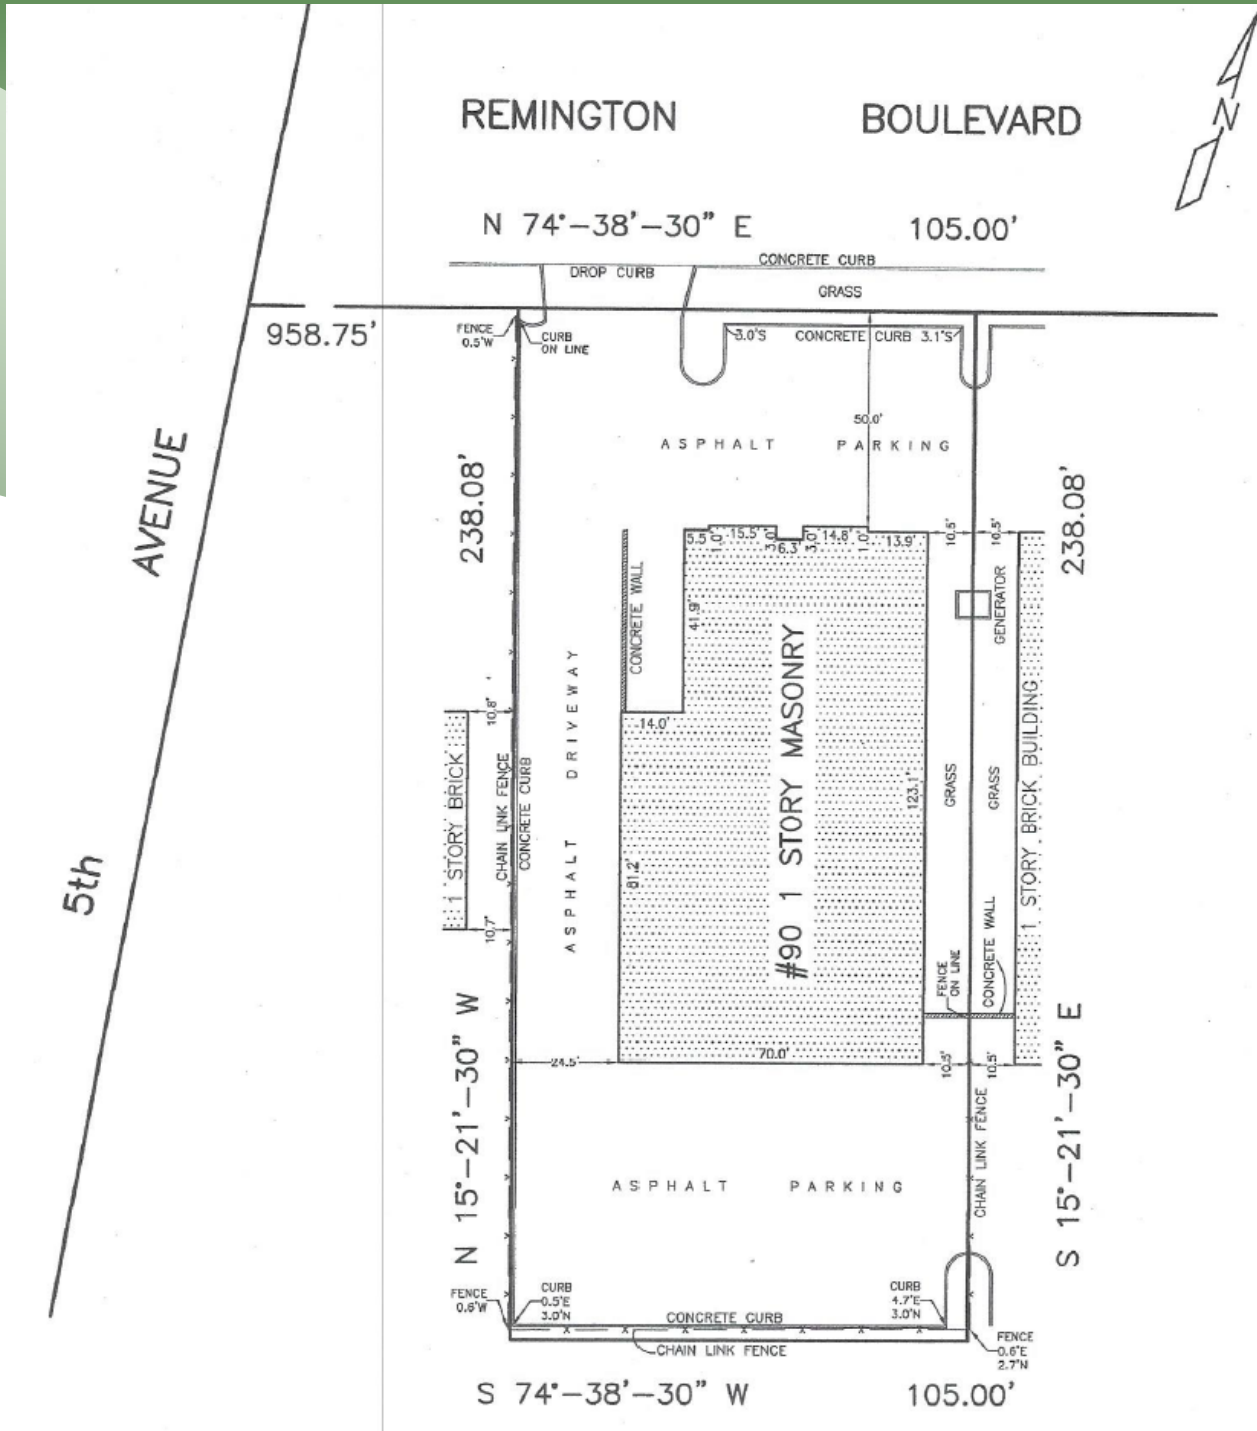 REMINGTON BOULEVARD
N
N 74°-38'-30" E 105.00'
CONCRETE CURB
DROP CURB
GRASS
958.75'
FENCE
0.5'W
CURB
ON LINE
3.0'S
CONCRETE CURB 3.1'S
50.0'
ASPHALT PARKING
AVENUE
5th
238.08'
238.08'
5.5'
1.0'
15.5'
3.0'
6.3'
3.0'
14.8'
1.0'
13.9'
10.5'
10.5'
CONCRETE WALL
41.9'
GENERATOR
14.0'
10.8'
1 STORY BRICK
10.7'
CHAIN LINK FENCE
CONCRETE CURB
ASPHALT DRIVEWAY
81.2'
#90 1 STORY MASONRY
123.1'
GRASS
GRASS
1 STORY BRICK BUILDING
FENCE
ON LINE
CONCRETE WALL
24.5'
70.0'
10.5'
10.5'
N 15°-21'-30" W
S 15°-21'-30" E
CHAIN LINK FENCE
ASPHALT PARKING
FENCE
0.6'W
CURB
0.5'E
3.0'N
CONCRETE CURB
CURB
4.7'E
3.0'N
CHAIN LINK FENCE
FENCE
0.6'E
2.7'N
S 74°-38'-30" W 105.00'